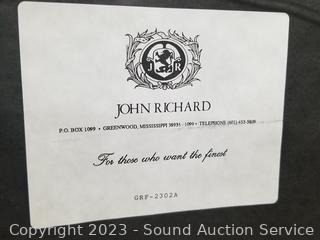 J R
JOHN RICHARD
P.O. BOX 1099 • GREENWOOD, MISSISSIPPI 38931 - 1099 • TELEPHONE (601) 453-5809
For those who want the finest
GRF-2302A
Copyright © 2023 - Sound Auction Service